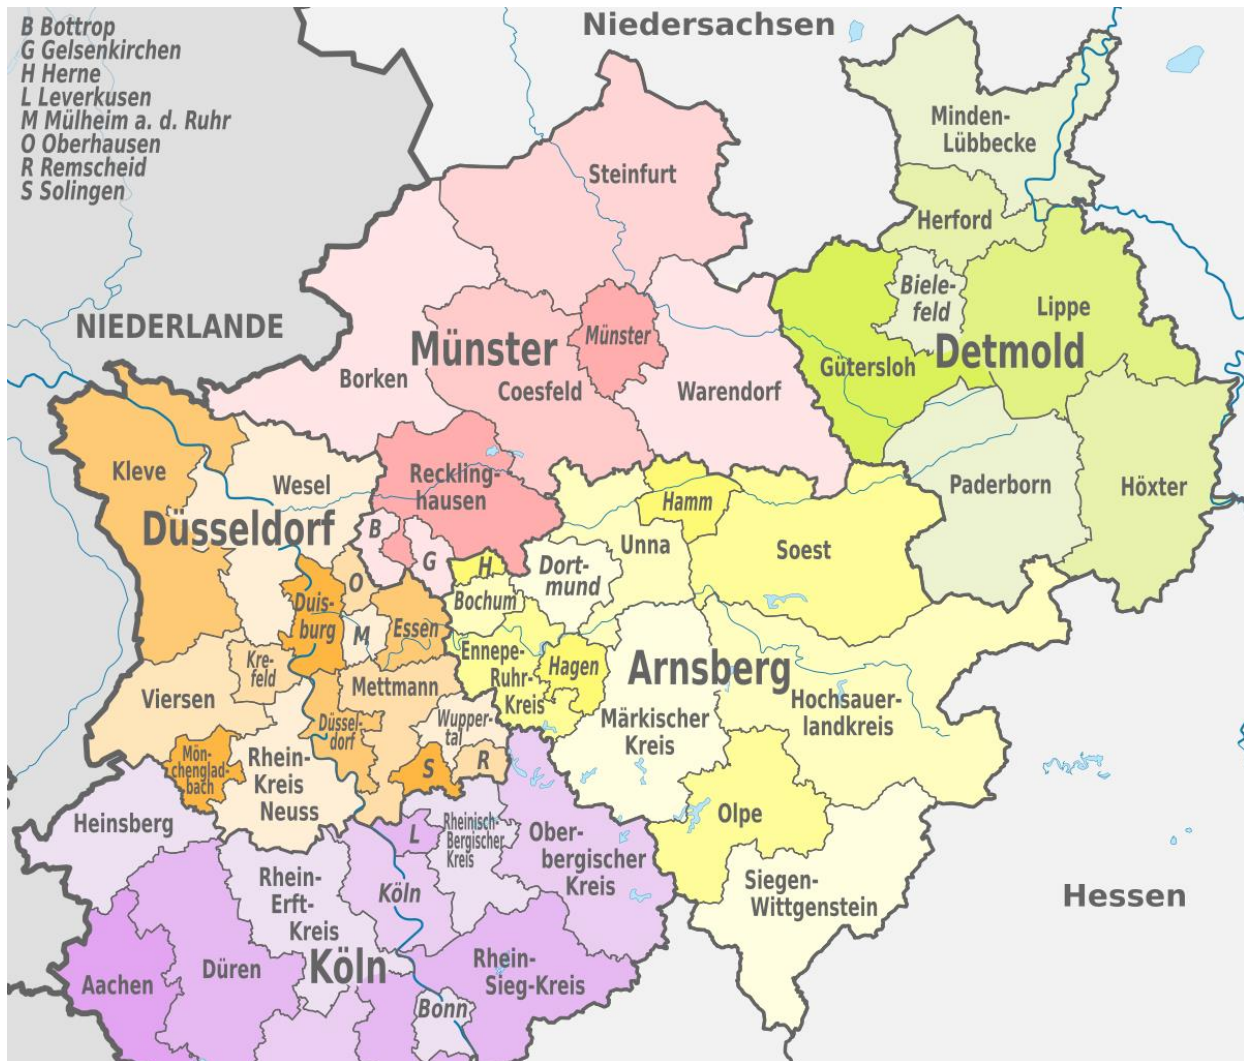 B Bottrop
G Gelsenkirchen
H Herne
L Leverkusen
M Mülheim a. d. Ruhr
O Oberhausen
R Remscheid
S Solingen
Niedersachsen
Minden-
Lübbecke
Steinfurt
Herford
Biele-
feld
Lippe
NIEDERLANDE
Münster
Münster
Detmold
Gütersloh
Borken
Coesfeld
Warendorf
Kleve
Wesel
Reckling-
hausen
Hamm
Paderborn
Höxter
Düsseldorf
B
G
H
Unna
Soest
Dort-
mund
O
Bochum
Duis-
burg
M
Essen
Ennepe-
Ruhr-
Kreis
Hagen
Arnsberg
Kre-
feld
Viersen
Mettmann
Hochsauer-
landkreis
Düssel-
dorf
Wupper-
tal
Märkischer
Kreis
Mön-
chenglad-
bach
Rhein-
Kreis
Neuss
S
R
Heinsberg
L
Rheinisch-
Bergischer
Kreis
Ober-
bergischer
Kreis
Olpe
Rhein-
Erft-
Kreis
Köln
Siegen-
Wittgenstein
Hessen
Aachen
Düren
Köln
Rhein-
Sieg-Kreis
Bonn